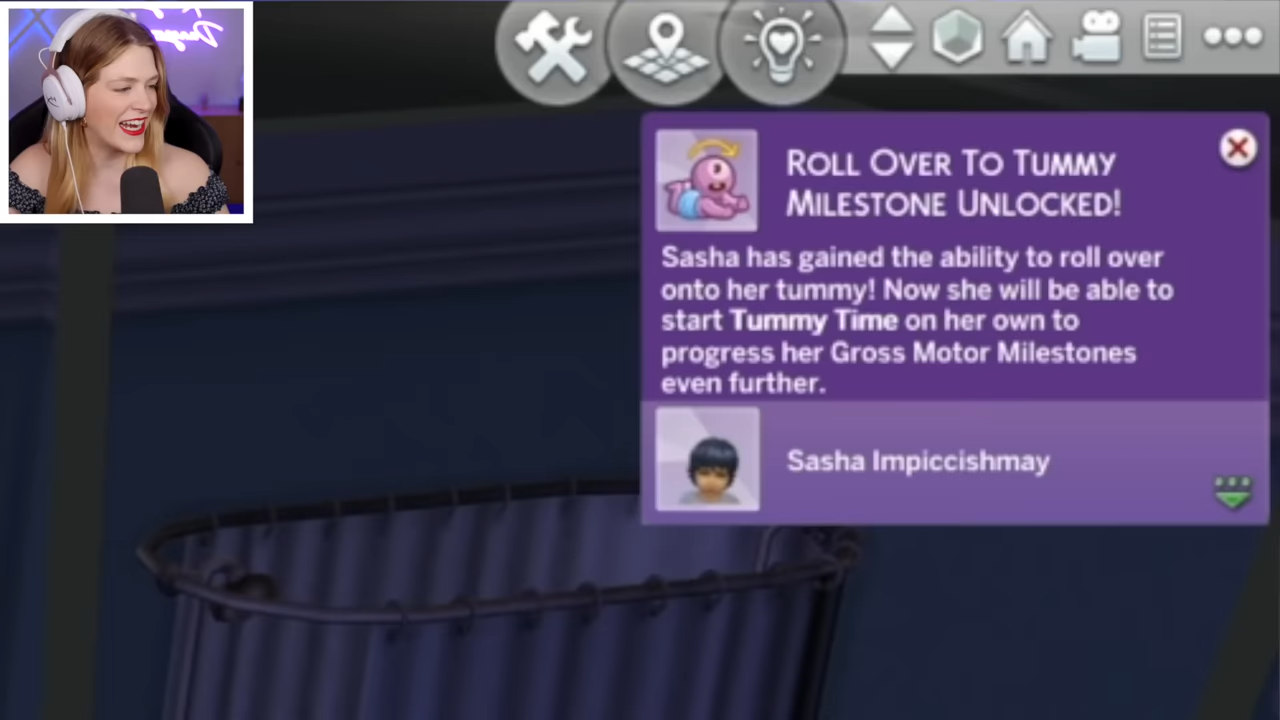 ROLL OVER TO TUMMY
MILESTONE UNLOCKED!
Sasha has gained the ability to roll over
onto her tummy! Now she will be able to
start Tummy Time on her own to
progress her Gross Motor Milestones
even further.
Sasha Impiccishmay